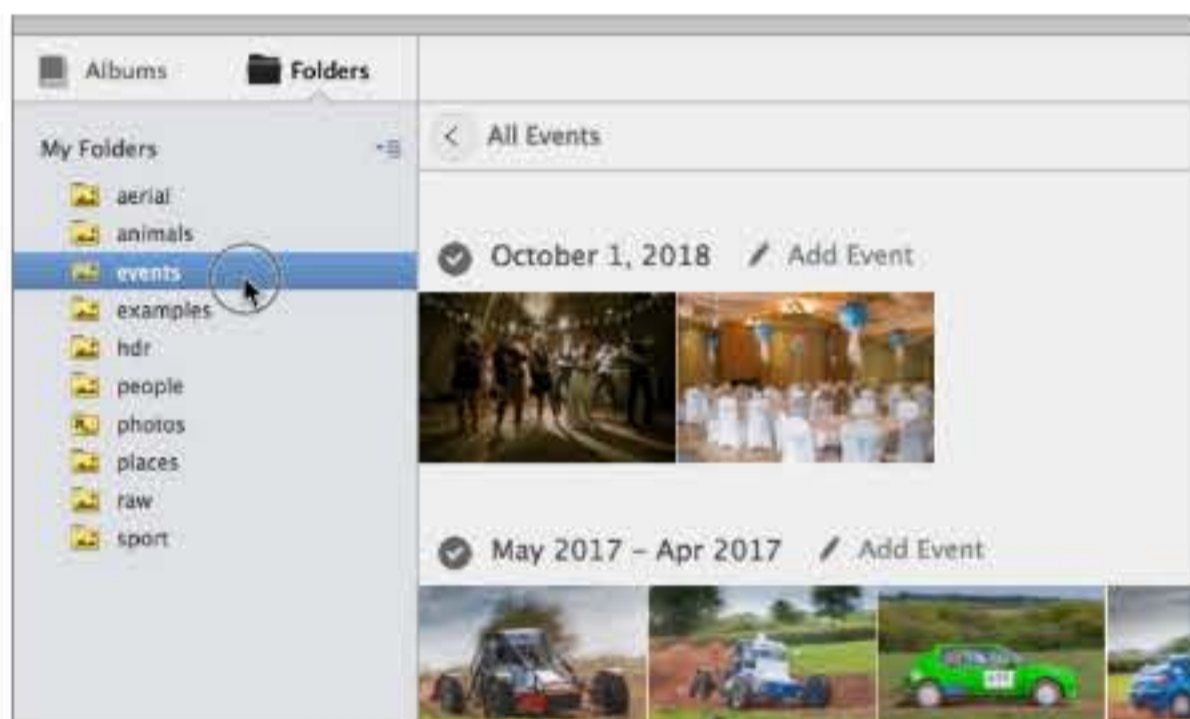 Albums
Folders
My Folders
aerial
animals
events
examples
hdr
people
photos
places
raw
sport
All Events
October 1, 2018
Add Event
May 2017 – Apr 2017
Add Event